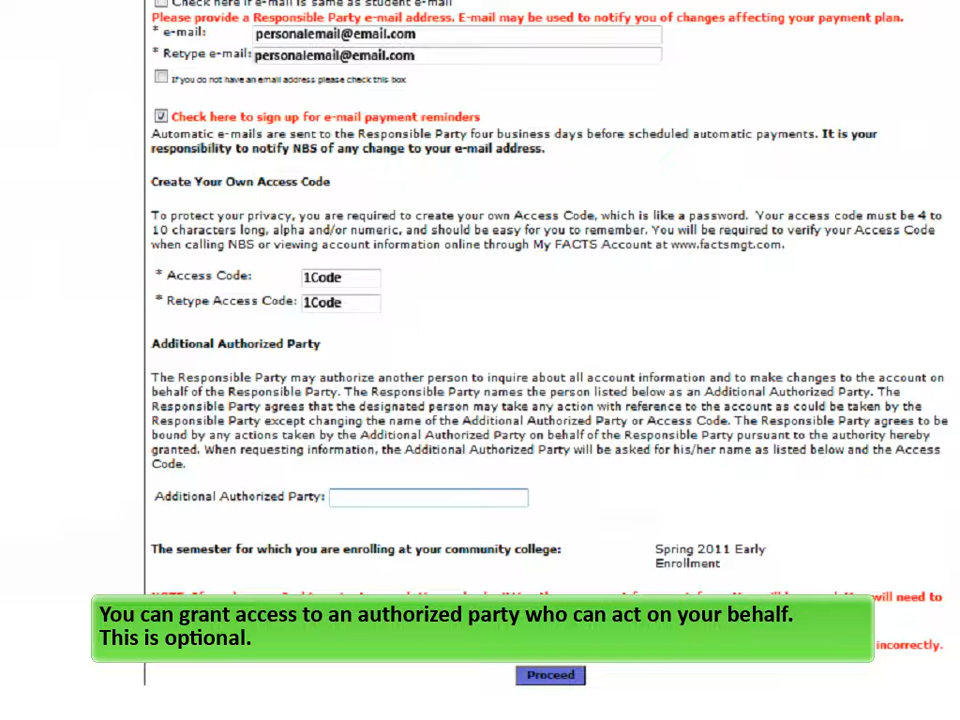 Check here if e-mail is same as student e-mail
Please provide a Responsible Party e-mail address. E-mail may be used to notify you of changes affecting your payment plan.
* e-mail: personalemail@email.com
* Retype e-mail: personalemail@email.com
If you do not have an email address please check this box
Check here to sign up for e-mail payment reminders
Automatic e-mails are sent to the Responsible Party four business days before scheduled automatic payments. It is your
responsibility to notify NBS of any change to your e-mail address.
Create Your Own Access Code
To protect your privacy, you are required to create your own Access Code, which is like a password. Your access code must be 4 to
10 characters long, alpha and/or numeric, and should be easy for you to remember. You will be required to verify your Access Code
when calling NBS or viewing account information online through My FACTS Account at www.factsmgt.com.
* Access Code: 1Code
* Retype Access Code: 1Code
Additional Authorized Party
The Responsible Party may authorize another person to inquire about all account information and to make changes to the account on
behalf of the Responsible Party. The Responsible Party names the person listed below as an Additional Authorized Party. The
Responsible Party agrees that the designated person may take any action with reference to the account as could be taken by the
Responsible Party except changing the name of the Additional Authorized Party or Access Code. The Responsible Party agrees to be
bound by any actions taken by the Additional Authorized Party on behalf of the Responsible Party pursuant to the authority hereby
granted. When requesting information, the Additional Authorized Party will be asked for his/her name as listed below and the Access
Code.
Additional Authorized Party:
The semester for which you are enrolling at your community college: Spring 2011 Early
Enrollment
will need to
You can grant access to an authorized party who can act on your behalf.
This is optional.
incorrectly.
Proceed